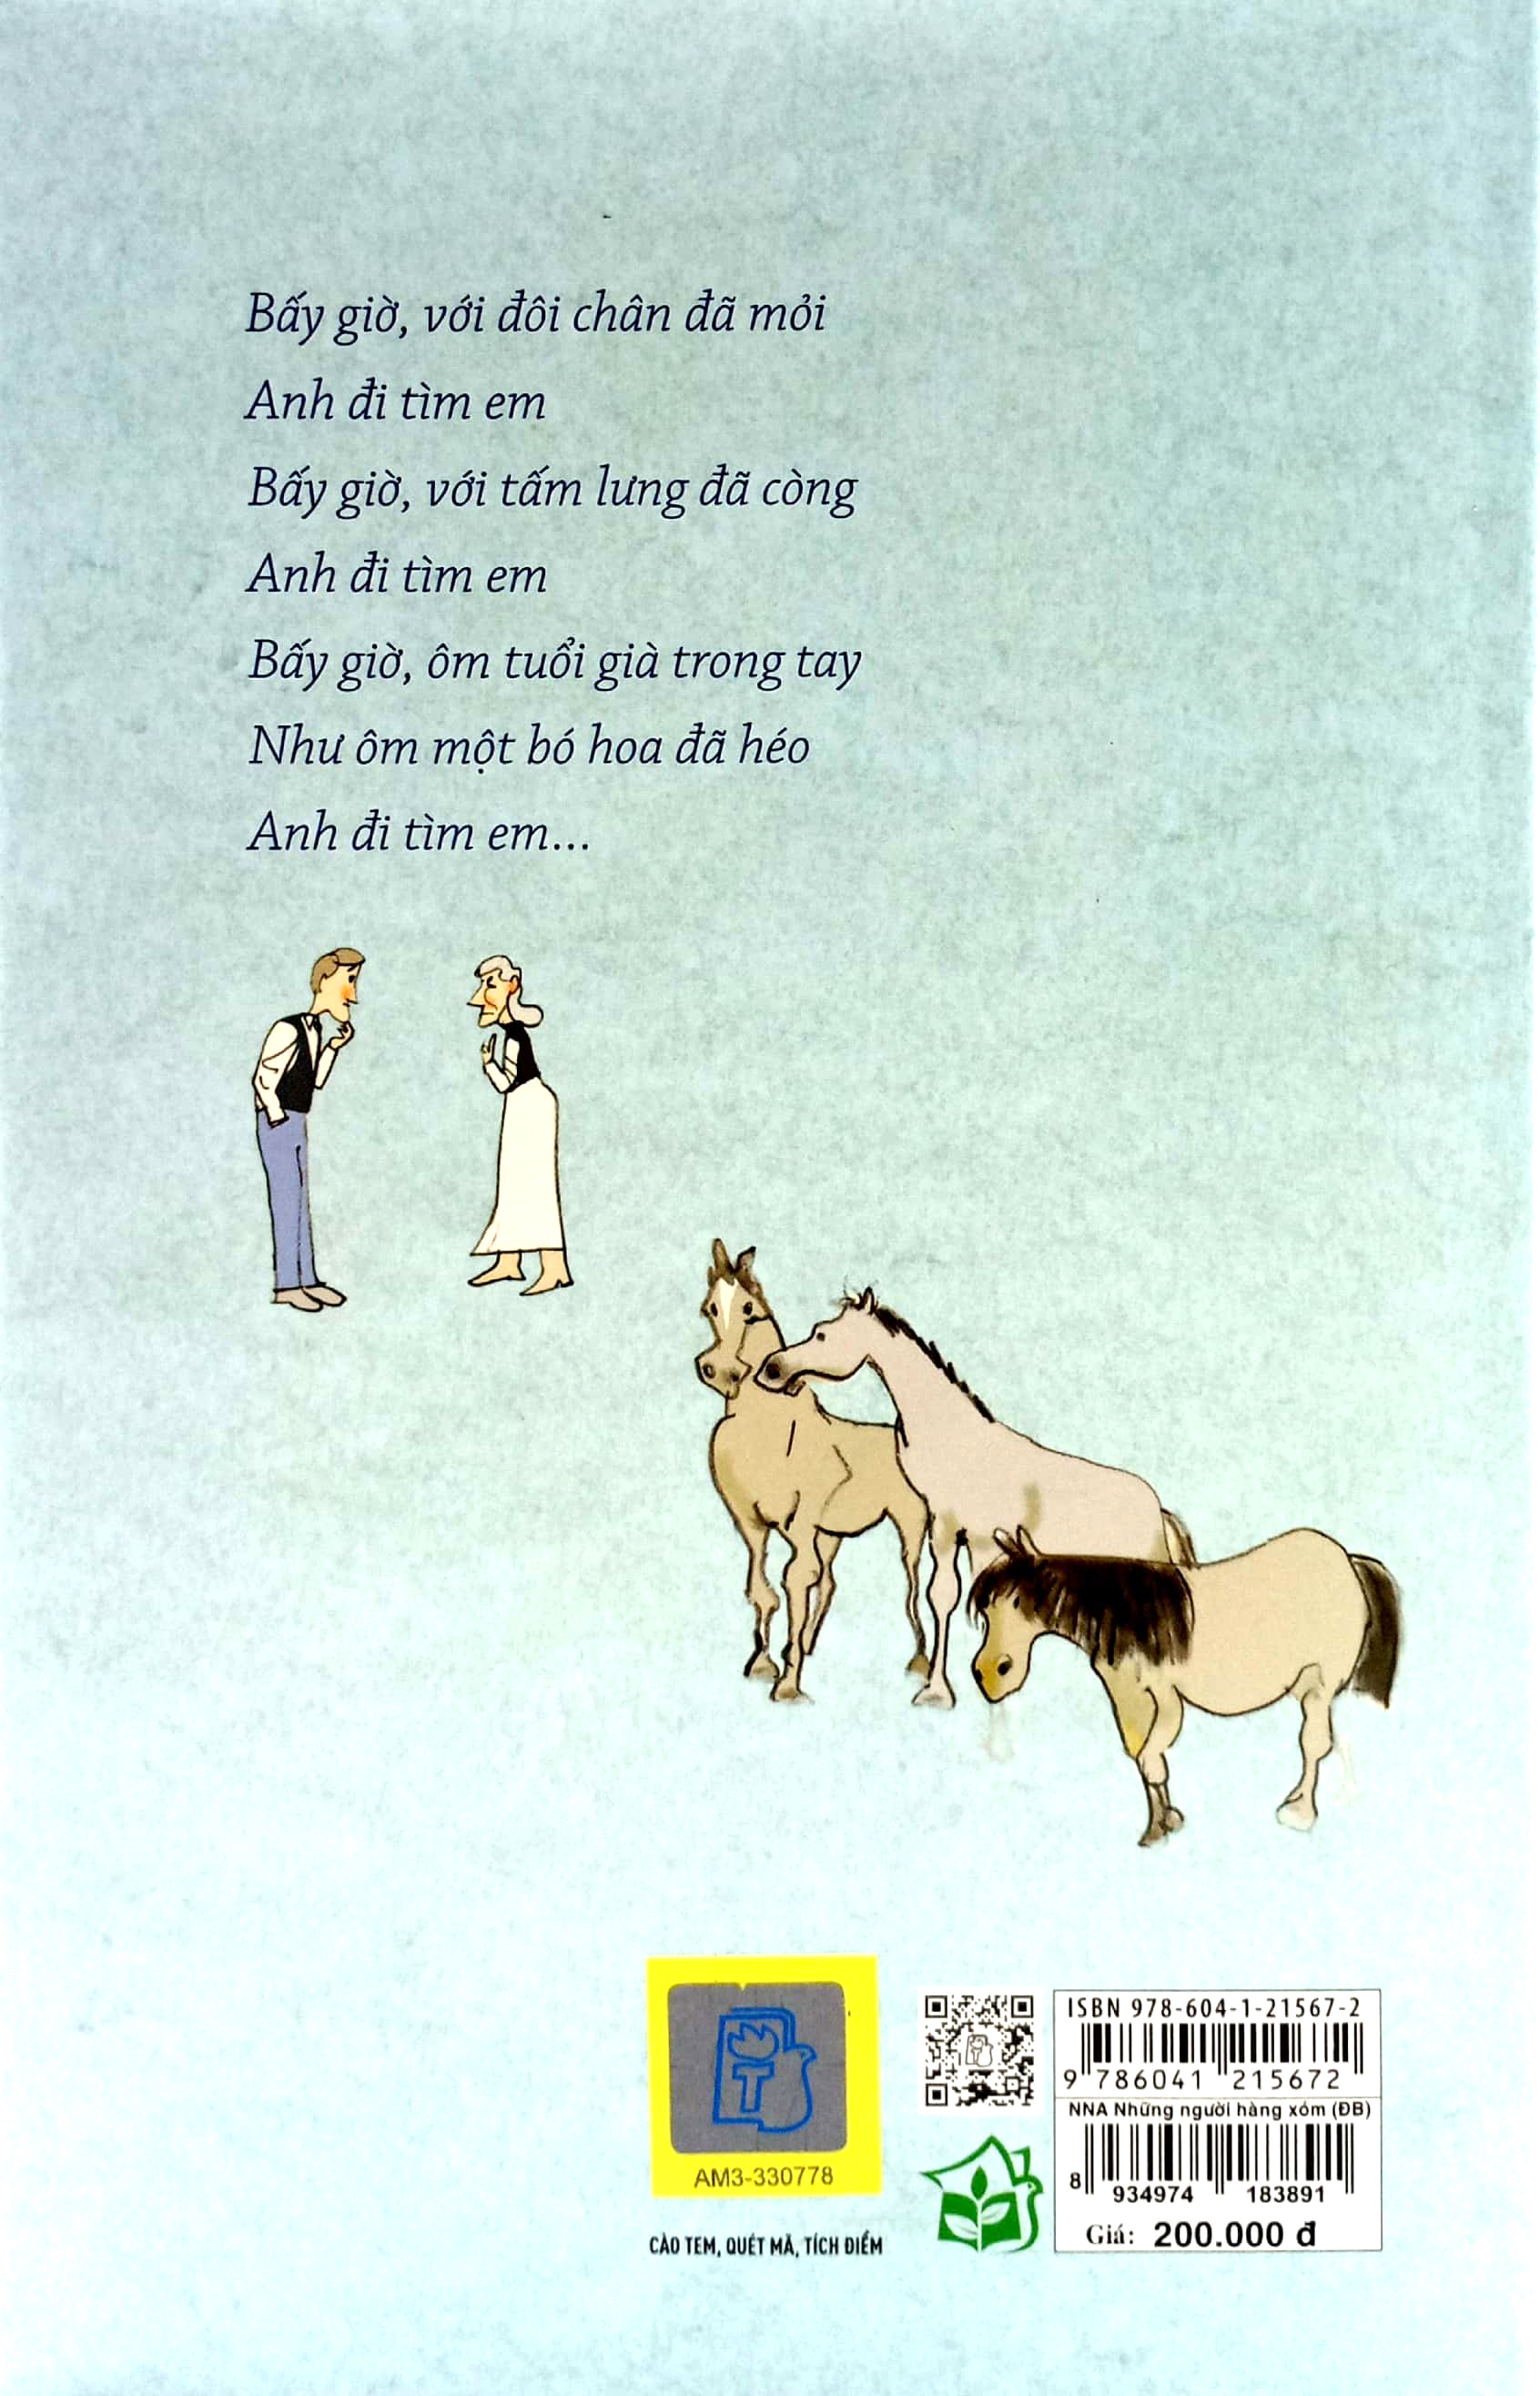 Bấy giờ, với đôi chân đã mỏi
Anh đi tìm em
Bấy giờ, với tấm lưng đã còng
Anh đi tìm em
Bấy giờ, ôm tuổi già trong tay
Như ôm một bó hoa đã héo
Anh đi tìm em...
T
AM3-330778
CÀO TEM, QUÉT MÃ, TÍCH ĐIỂM
ISBN 978-604-1-21567-2
9 786041 215672
NNA Những người hàng xóm (ĐB)
8 934974 183891
Giá: 200.000 đ